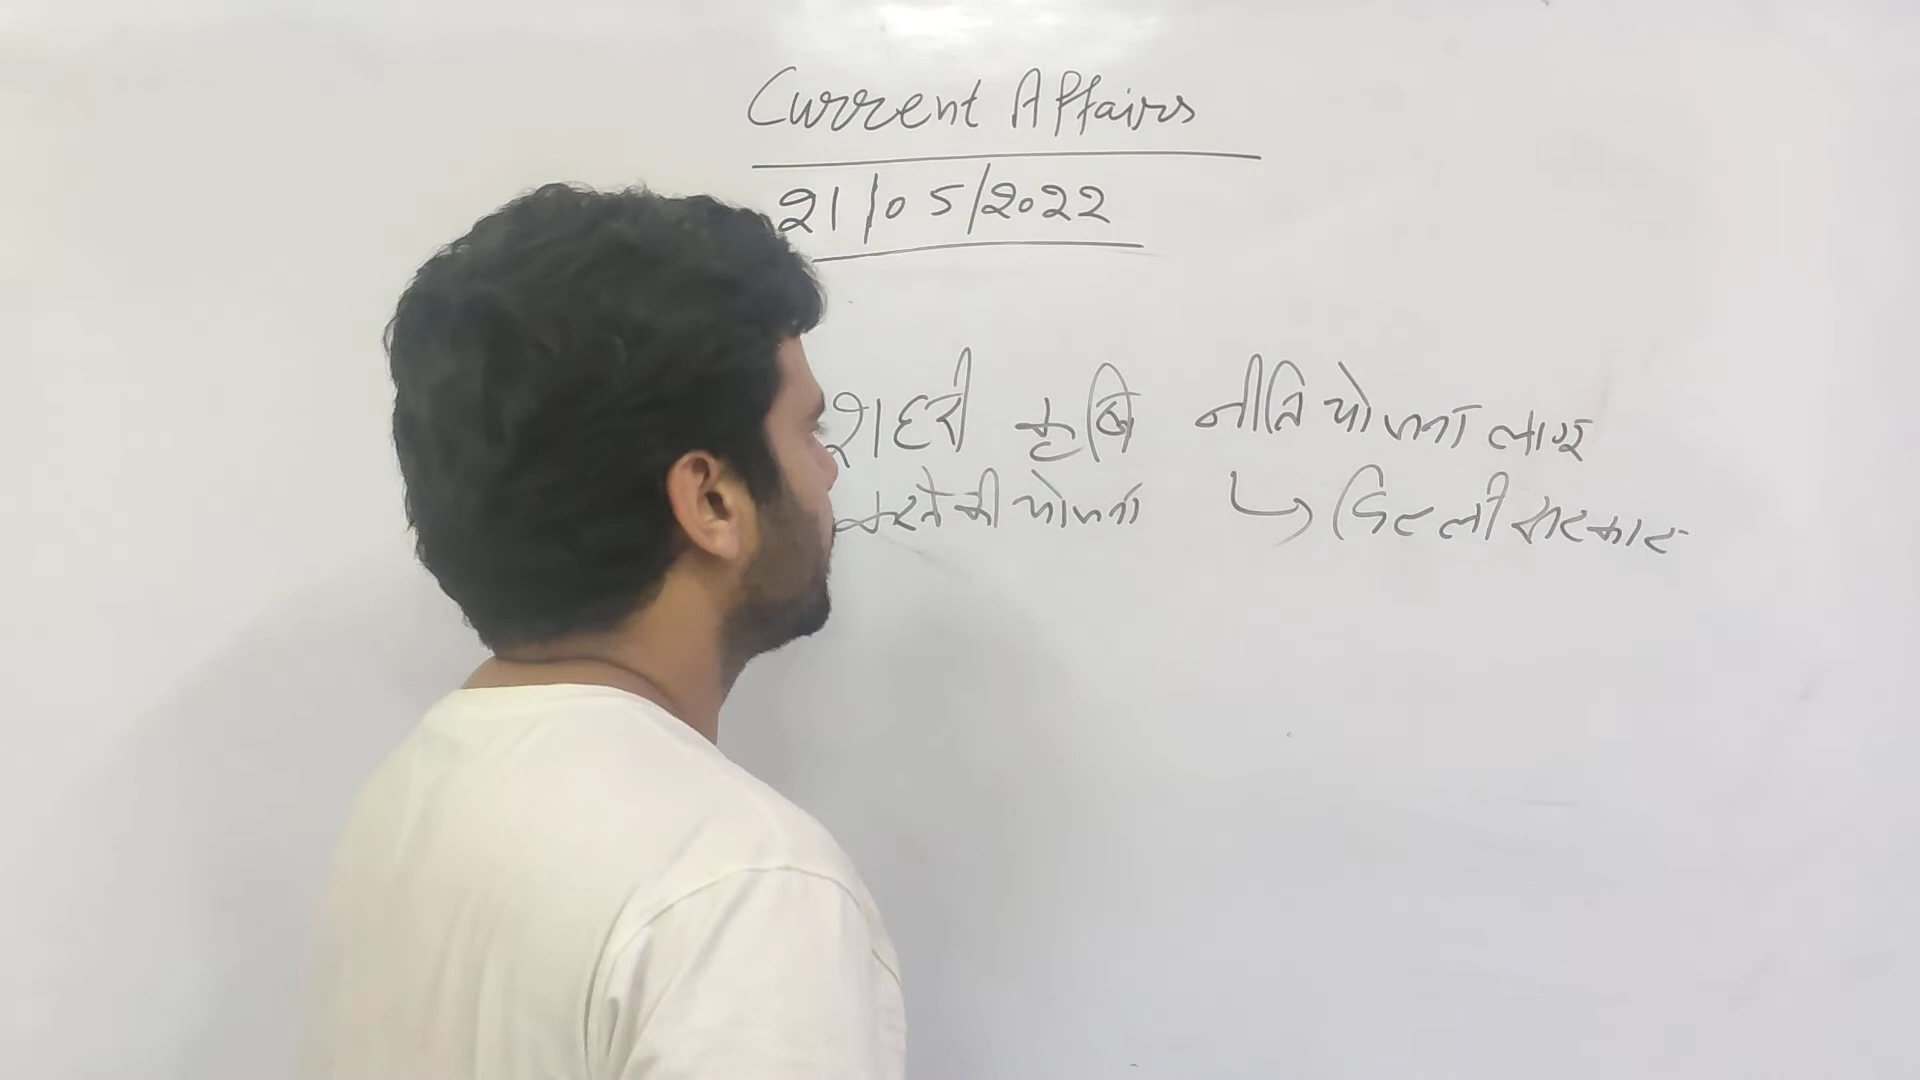 Current Affairs
21/05/2022
शहरी कृषि नीति योजना लागू
करने की योजना ↳ दिल्ली सरकार